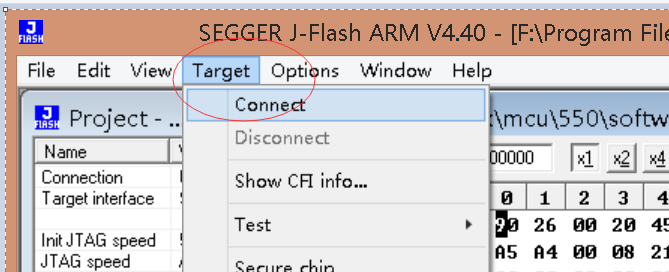 J FLASH SEGGER J-Flash ARM V4.40 - [F:\Program File
File Edit View Target Options Window Help
J FLASH Project - ... :\mcu\550\softw
Connect
Disconnect
Show CFI info...
Test
Secure chip
Name
Connection
Target interface
Init JTAG speed
JTAG speed
00000 x1 x2 x4
0 1 2 3 4
90 26 00 20 45
A5 A4 00 08 21